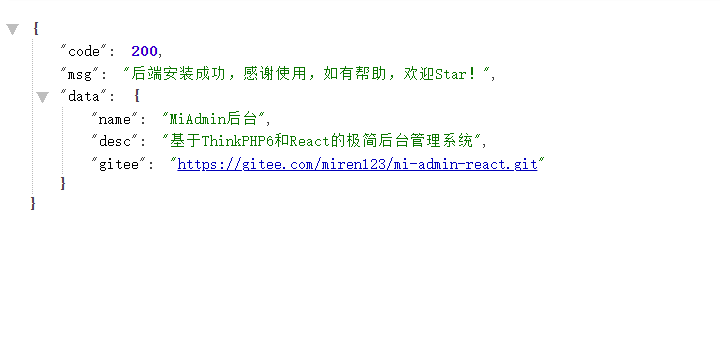 {
"code": 200,
"msg": "后端安装成功，感谢使用，如有帮助，欢迎Star！",
"data": {
"name": "MiAdmin后台",
"desc": "基于ThinkPHP6和React的极简后台管理系统",
"gitee": "https://gitee.com/miren123/mi-admin-react.git"
}
}